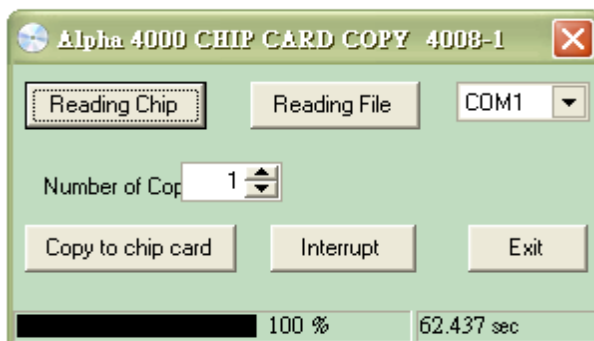 Alpha 4000 CHIP CARD COPY 4008-1
Reading Chip Reading File COM1
Number of Cop 1
Copy to chip card Interrupt Exit
100 % 62.437 sec